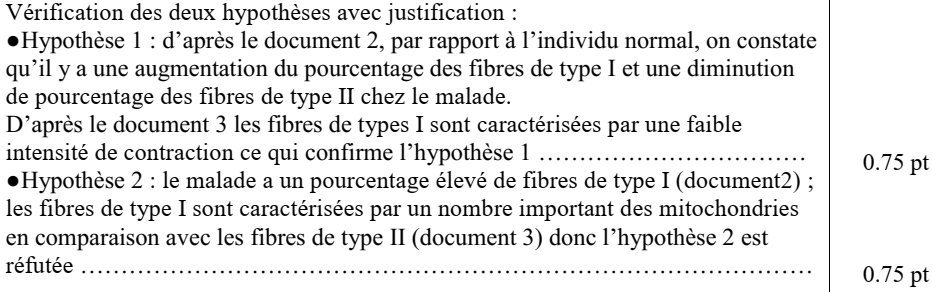 Vérification des deux hypothèses avec justification :
●Hypothèse 1 : d’après le document 2, par rapport à l’individu normal, on constate
qu’il y a une augmentation du pourcentage des fibres de type I et une diminution
de pourcentage des fibres de type II chez le malade.
D’après le document 3 les fibres de types I sont caractérisées par une faible
intensité de contraction ce qui confirme l’hypothèse 1 ……………………………
0.75 pt
●Hypothèse 2 : le malade a un pourcentage élevé de fibres de type I (document2) ;
les fibres de type I sont caractérisées par un nombre important des mitochondries
en comparaison avec les fibres de type II (document 3) donc l’hypothèse 2 est
réfutée ………………………………………………………………………………
0.75 pt